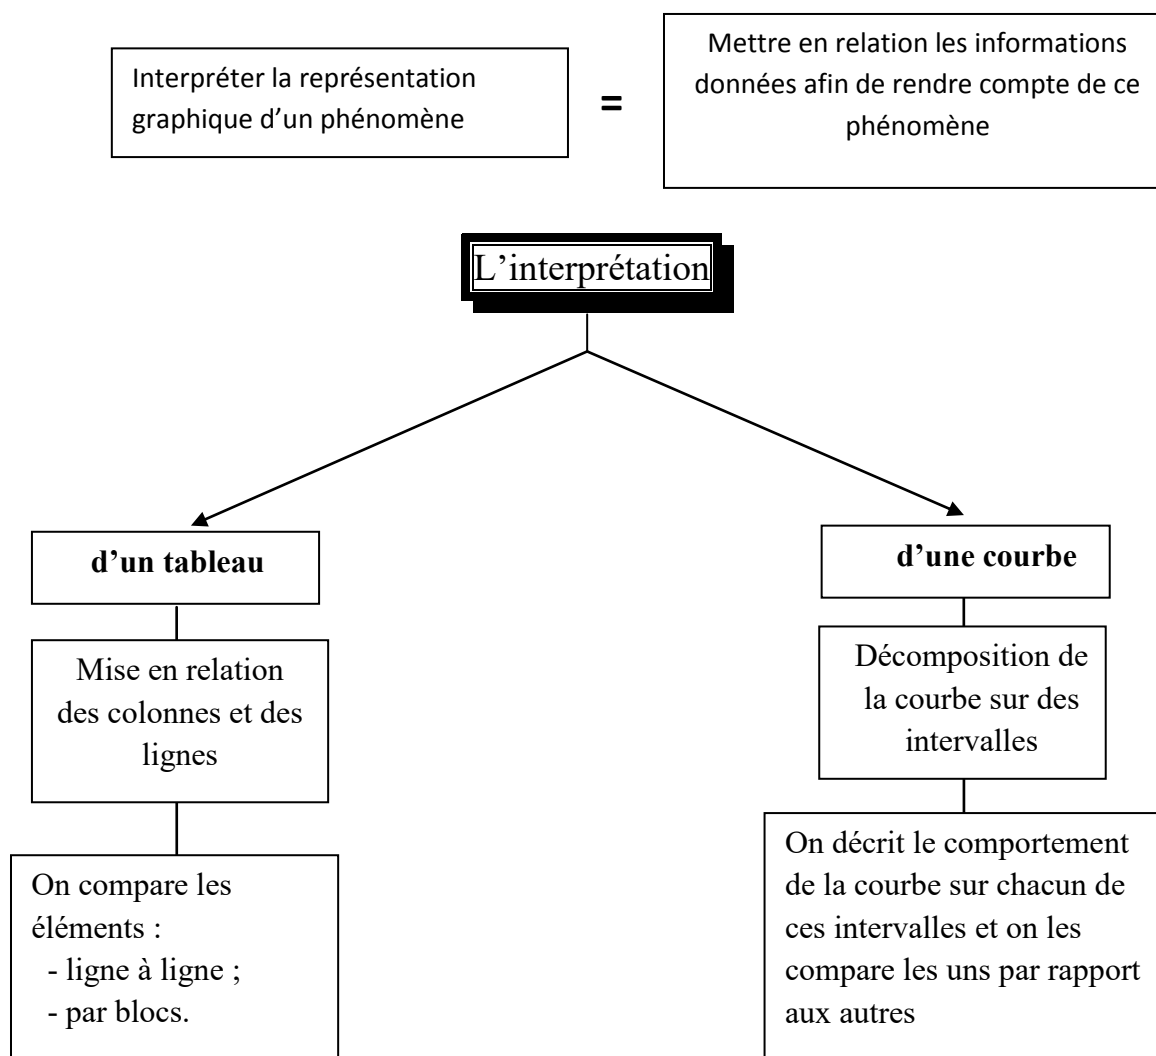 Interpréter la représentation
graphique d’un phénomène
=
Mettre en relation les informations
données afin de rendre compte de ce
phénomène
L’interprétation
d’un tableau
Mise en relation
des colonnes et des
lignes
On compare les
éléments :
- ligne à ligne ;
- par blocs.
d’une courbe
Décomposition de
la courbe sur des
intervalles
On décrit le comportement
de la courbe sur chacun de
ces intervalles et on les
compare les uns par rapport
aux autres